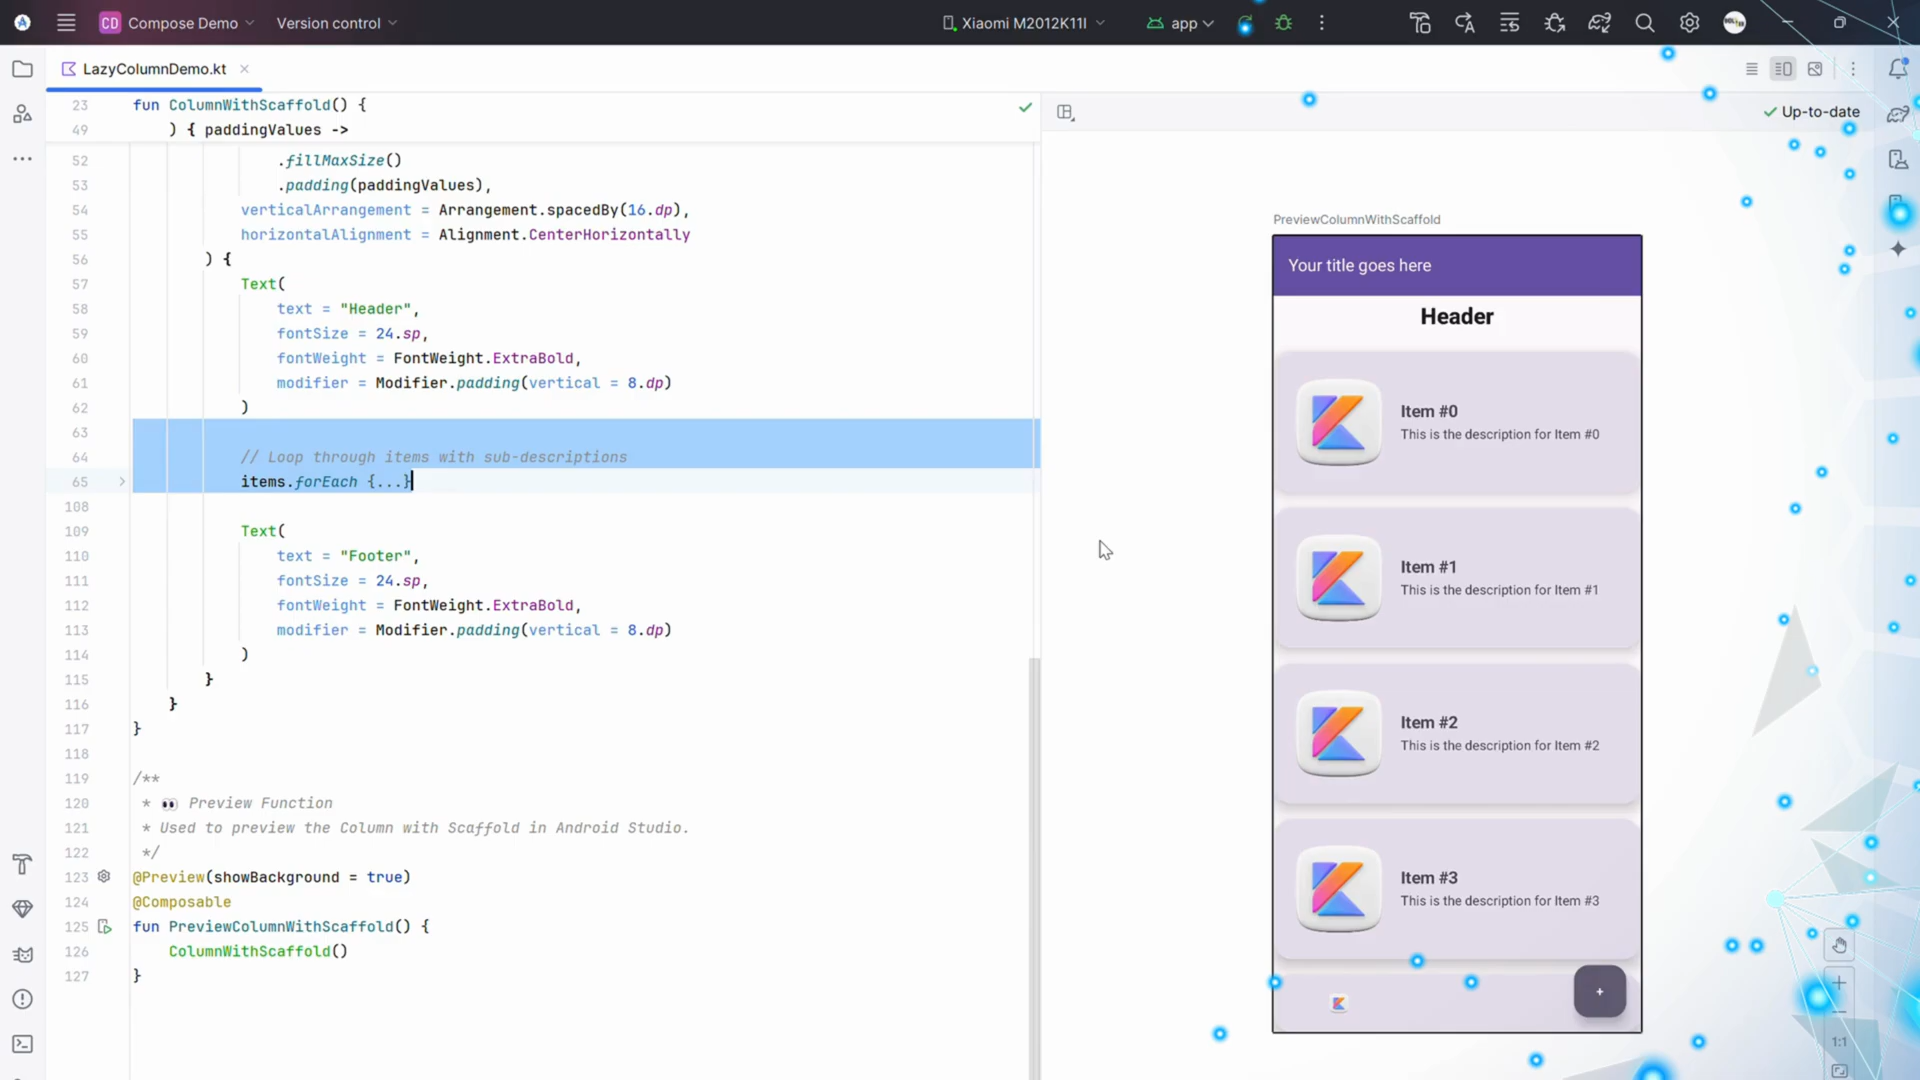 CD Compose Demo Version control Xiaomi M2012K11I app
LazyColumnDemo.kt
23 fun ColumnWithScaffold() {
49 ) { paddingValues ->
Up-to-date
52 .fillMaxSize()
53 .padding(paddingValues),
54 verticalArrangement = Arrangement.spacedBy(16.dp),
55 horizontalAlignment = Alignment.CenterHorizontally
56 ) {
57 Text(
58 text = "Header",
59 fontSize = 24.sp,
60 fontWeight = FontWeight.ExtraBold,
61 modifier = Modifier.padding(vertical = 8.dp)
62 )
63
64 // Loop through items with sub-descriptions
65 items.forEach {...}
108
109 Text(
110 text = "Footer",
111 fontSize = 24.sp,
112 fontWeight = FontWeight.ExtraBold,
113 modifier = Modifier.padding(vertical = 8.dp)
114 )
115 }
116 }
117 }
118
119 /**
120 * 👀 Preview Function
121 * Used to preview the Column with Scaffold in Android Studio.
122 */
123 @Preview(showBackground = true)
124 @Composable
125 fun PreviewColumnWithScaffold() {
126 ColumnWithScaffold()
127 }
PreviewColumnWithScaffold
Your title goes here
Header
Item #0
This is the description for Item #0
Item #1
This is the description for Item #1
Item #2
This is the description for Item #2
Item #3
This is the description for Item #3
+
1:1